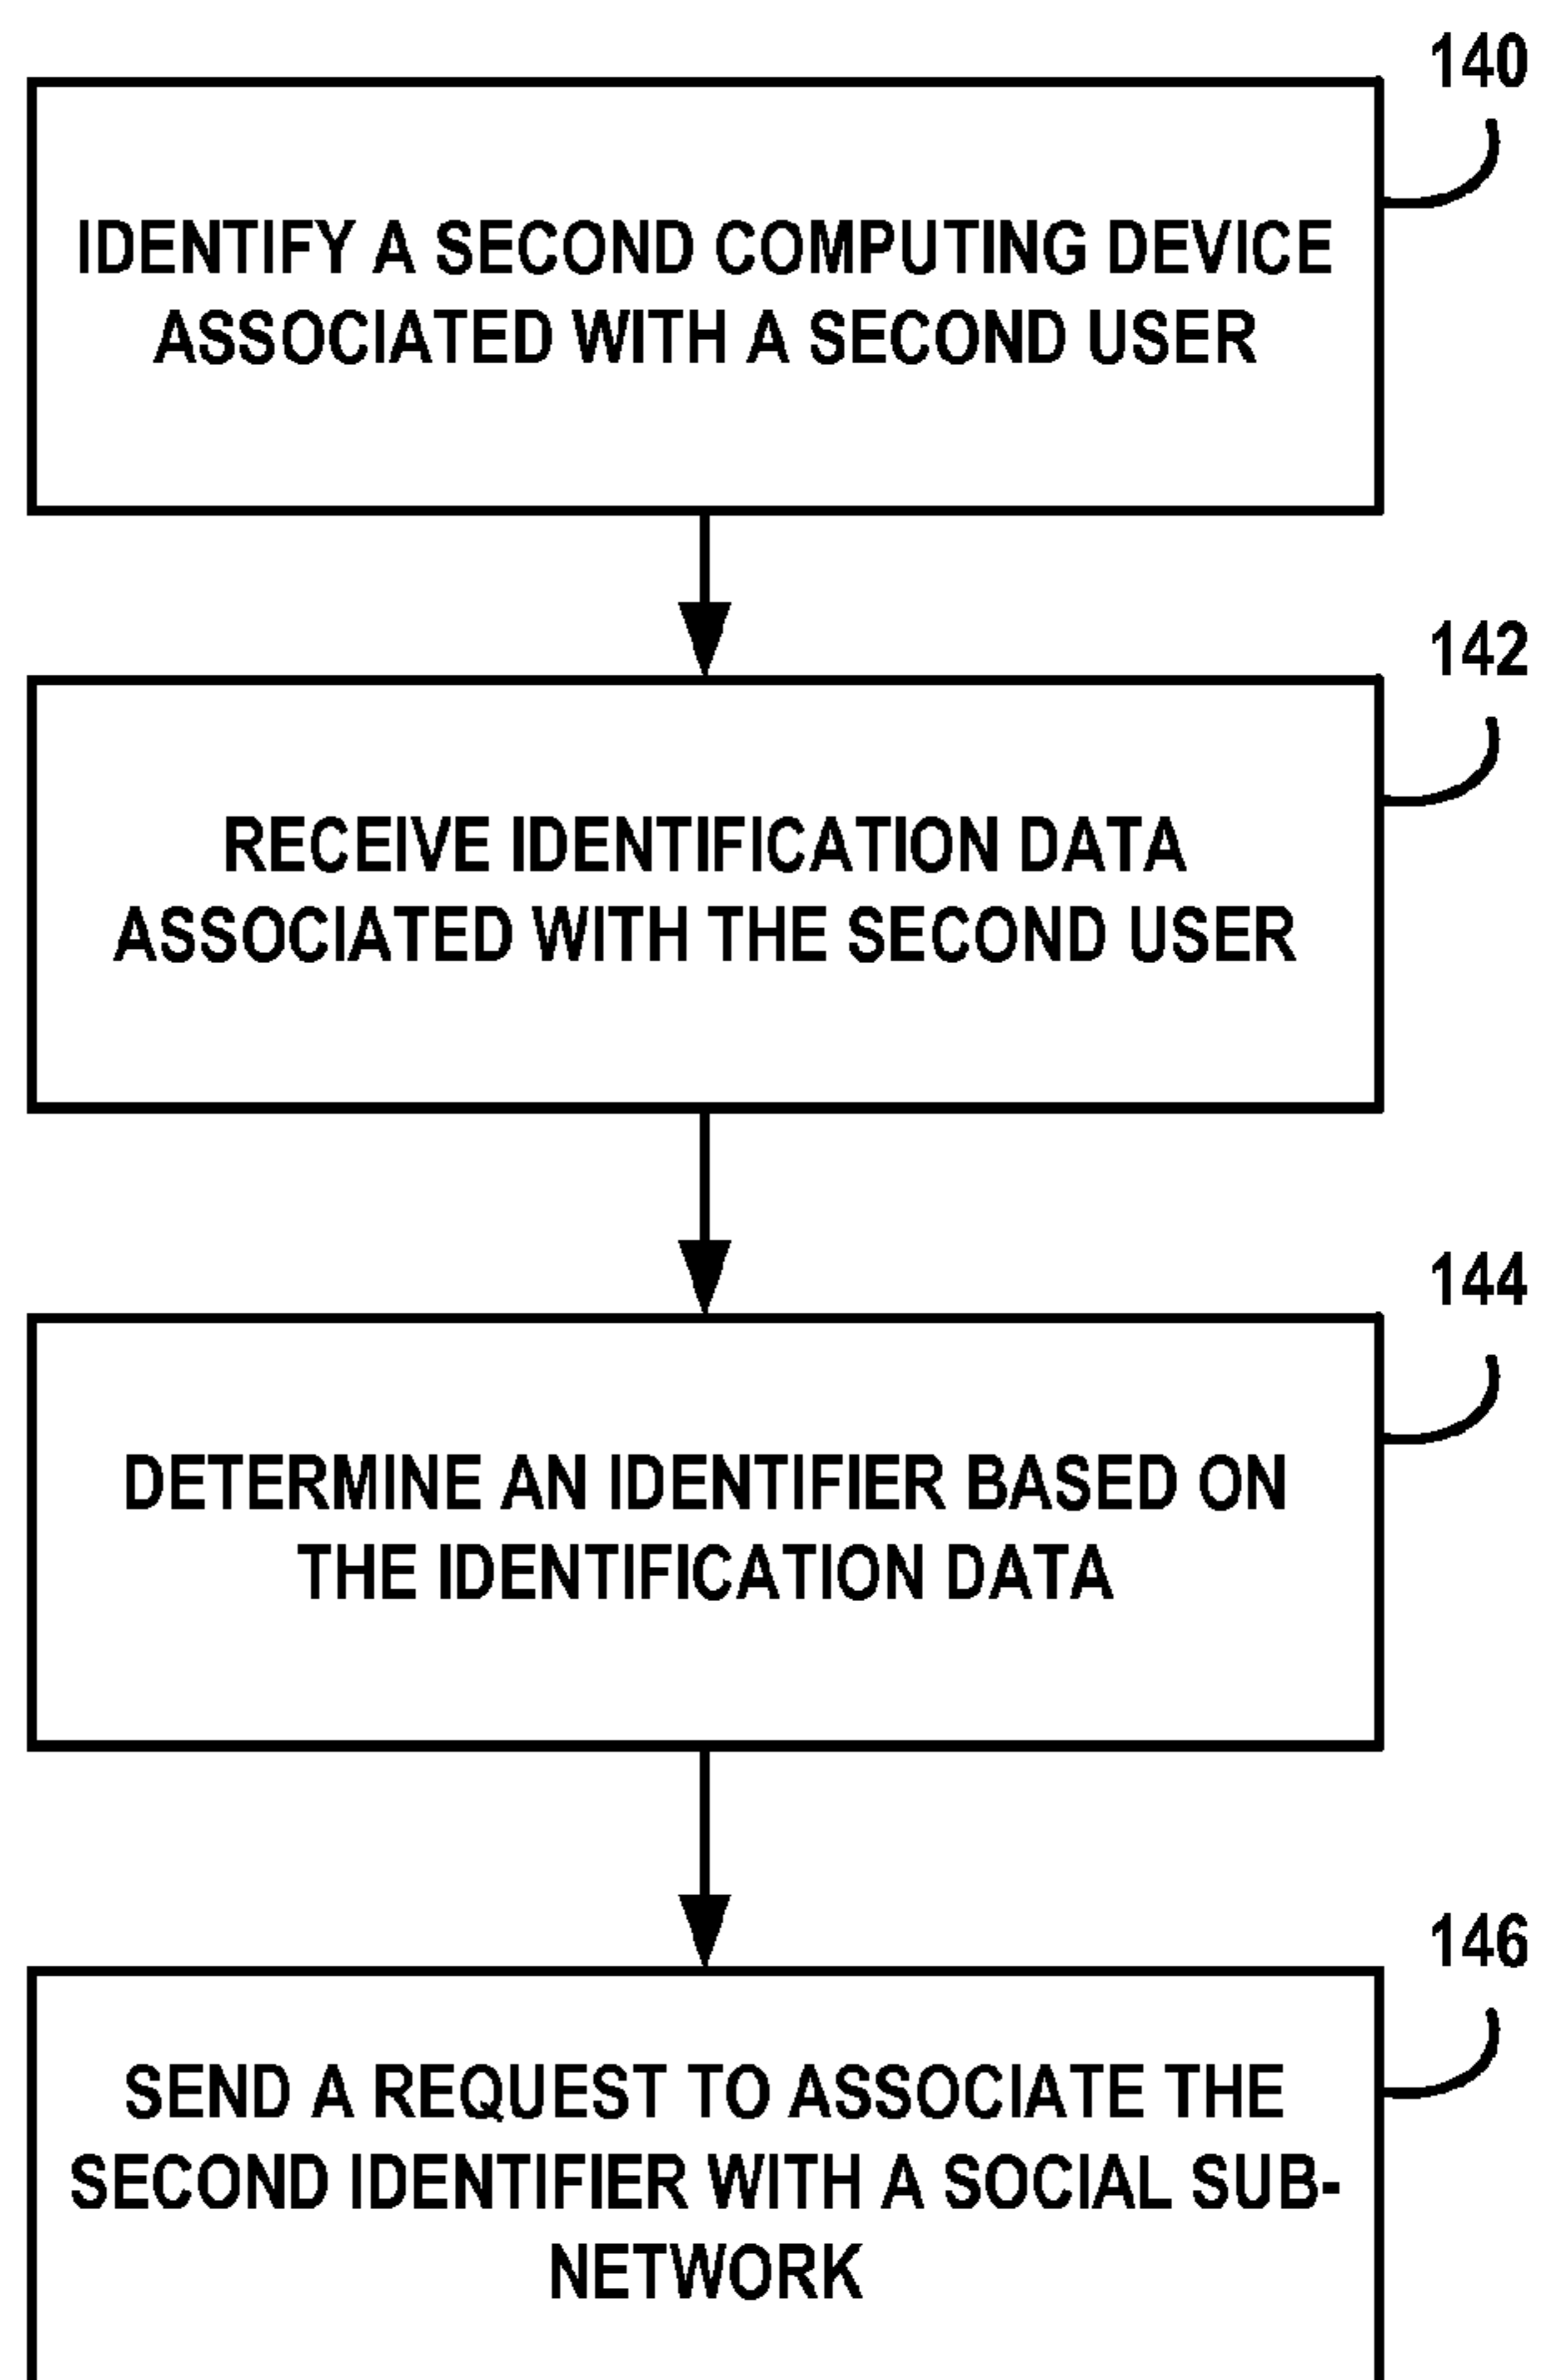 140
IDENTIFY A SECOND COMPUTING DEVICE
ASSOCIATED WITH A SECOND USER
142
RECEIVE IDENTIFICATION DATA
ASSOCIATED WITH THE SECOND USER
144
DETERMINE AN IDENTIFIER BASED ON
THE IDENTIFICATION DATA
146
SEND A REQUEST TO ASSOCIATE THE
SECOND IDENTIFIER WITH A SOCIAL SUB-
NETWORK